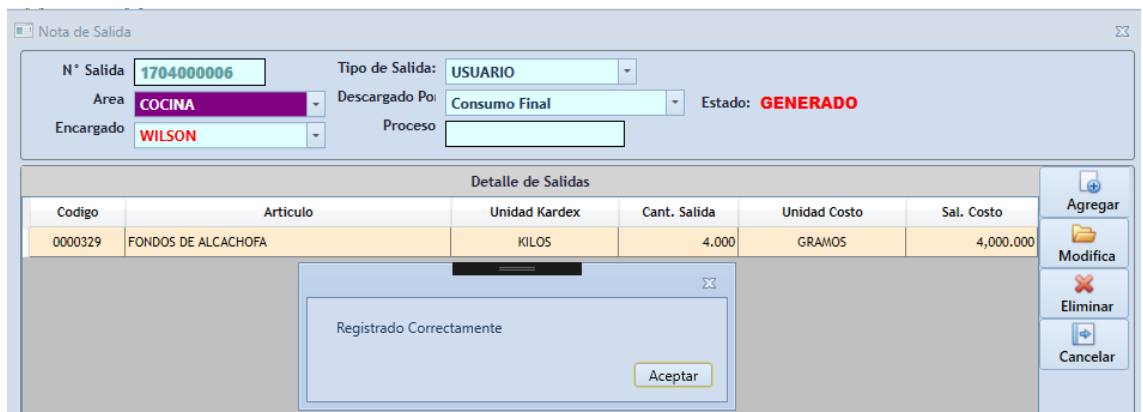 Nota de Salida
N° Salida 1704000006 Tipo de Salida: USUARIO
Area COCINA Descargado Po Consumo Final Estado: GENERADO
Encargado WILSON Proceso
Detalle de Salidas
Codigo Articulo Unidad Kardex Cant. Salida Unidad Costo Sal. Costo
0000329 FONDOS DE ALCACHOFA KILOS 4.000 GRAMOS 4,000.000
Agregar
Modifica
Eliminar
Cancelar
Registrado Correctamente
Aceptar